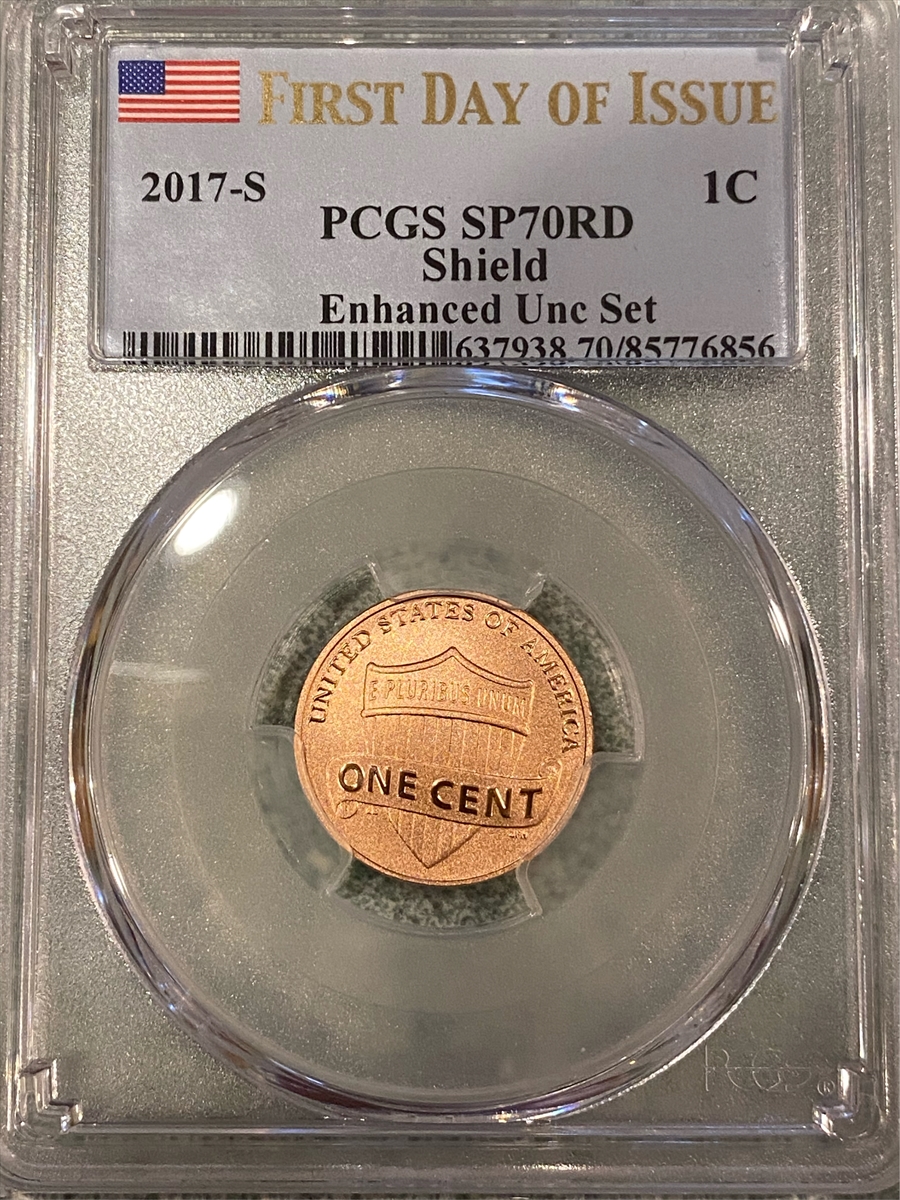 FIRST DAY OF ISSUE
2017-S 1C
PCGS SP70RD
Shield
Enhanced Unc Set
637938.70/85776856
UNITED STATES OF AMERICA
E PLURIBUS UNUM
ONE CENT
PCGS®